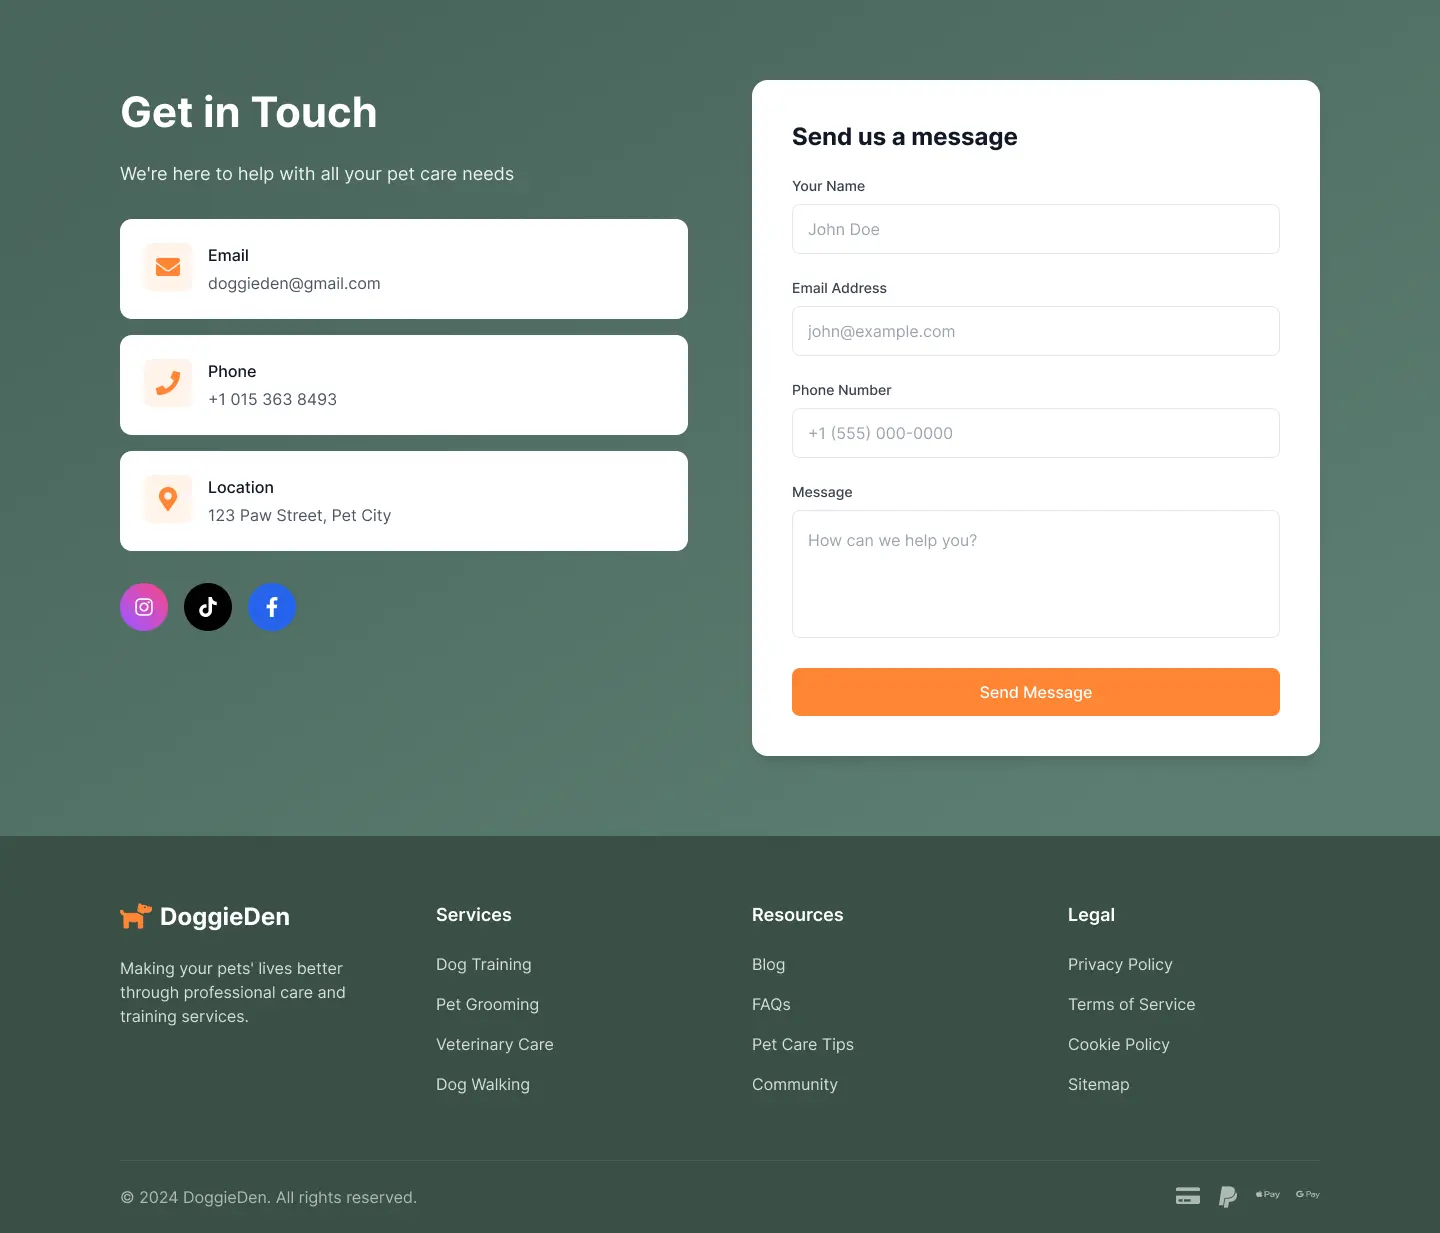 Get in Touch
We're here to help with all your pet care needs
Email
doggieden@gmail.com
Phone
+1 015 363 8493
Location
123 Paw Street, Pet City
Send us a message
Your Name
John Doe
Email Address
john@example.com
Phone Number
+1 (555) 000-0000
Message
How can we help you?
Send Message
DoggieDen
Making your pets' lives better
through professional care and
training services.
Services
Dog Training
Pet Grooming
Veterinary Care
Dog Walking
Resources
Blog
FAQs
Pet Care Tips
Community
Legal
Privacy Policy
Terms of Service
Cookie Policy
Sitemap
© 2024 DoggieDen. All rights reserved.
Pay
G Pay